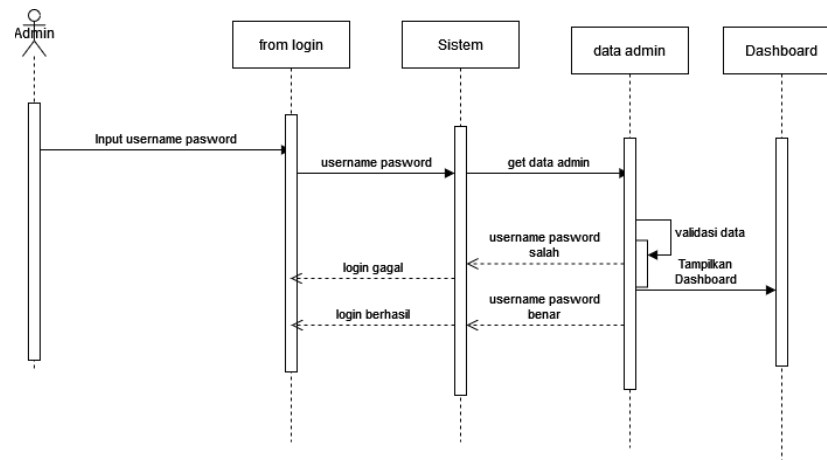 Admin
from login
Sistem
data admin
Dashboard
Input username pasword
username pasword
get data admin
validasi data
username pasword
salah
login gagal
Tampilkan
Dashboard
username pasword
benar
login berhasil